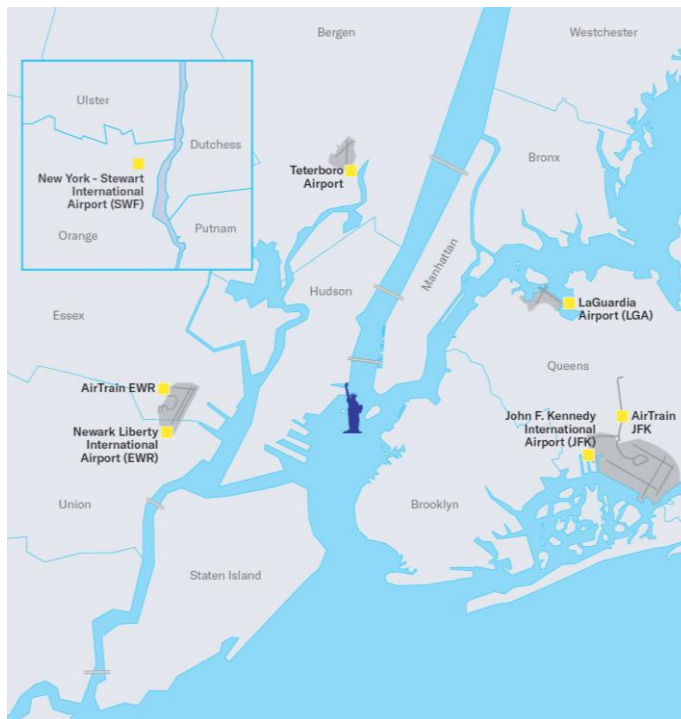 Bergen
Westchester
Ulster
Dutchess
New York - Stewart
International
Airport (SWF)
Orange
Putnam
Teterboro
Airport
Bronx
Manhattan
Hudson
LaGuardia
Airport (LGA)
Essex
Queens
AirTrain EWR
Newark Liberty
International
Airport (EWR)
John F. Kennedy
International
Airport (JFK)
AirTrain
JFK
Union
Brooklyn
Staten Island